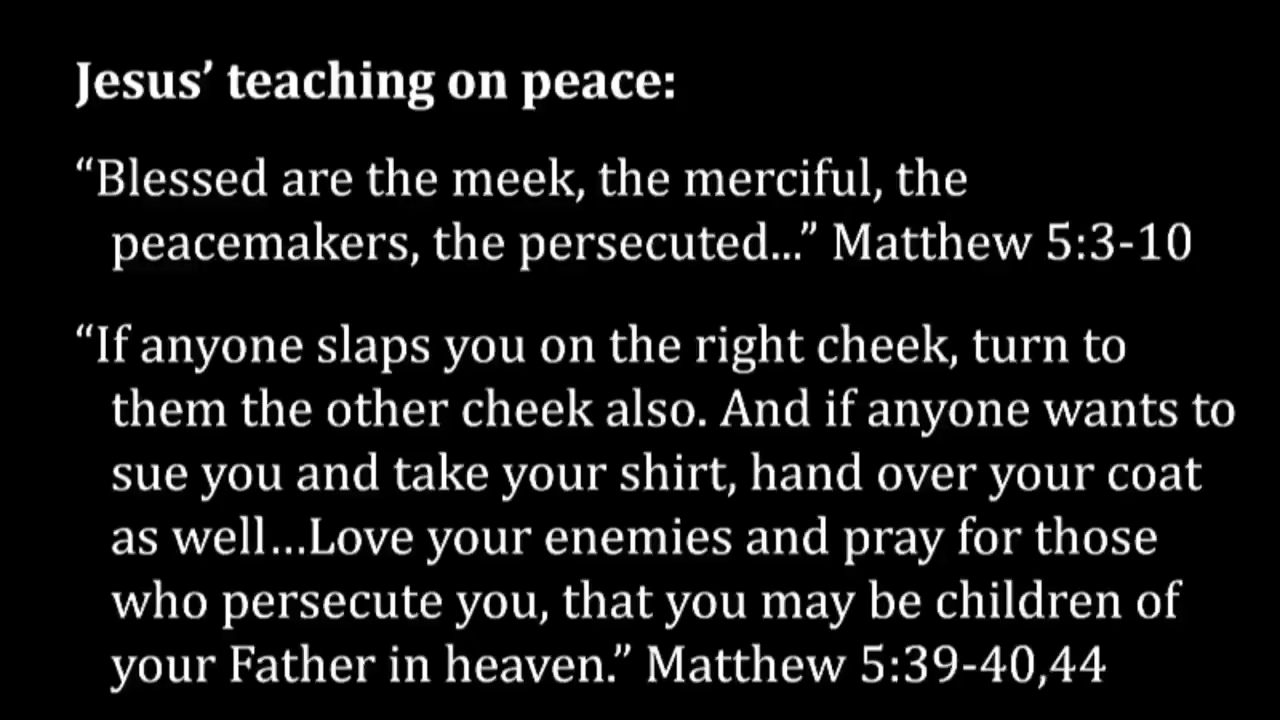 Jesus’ teaching on peace:
“Blessed are the meek, the merciful, the
peacemakers, the persecuted...” Matthew 5:3-10
“If anyone slaps you on the right cheek, turn to
them the other cheek also. And if anyone wants to
sue you and take your shirt, hand over your coat
as well...Love your enemies and pray for those
who persecute you, that you may be children of
your Father in heaven.” Matthew 5:39-40,44